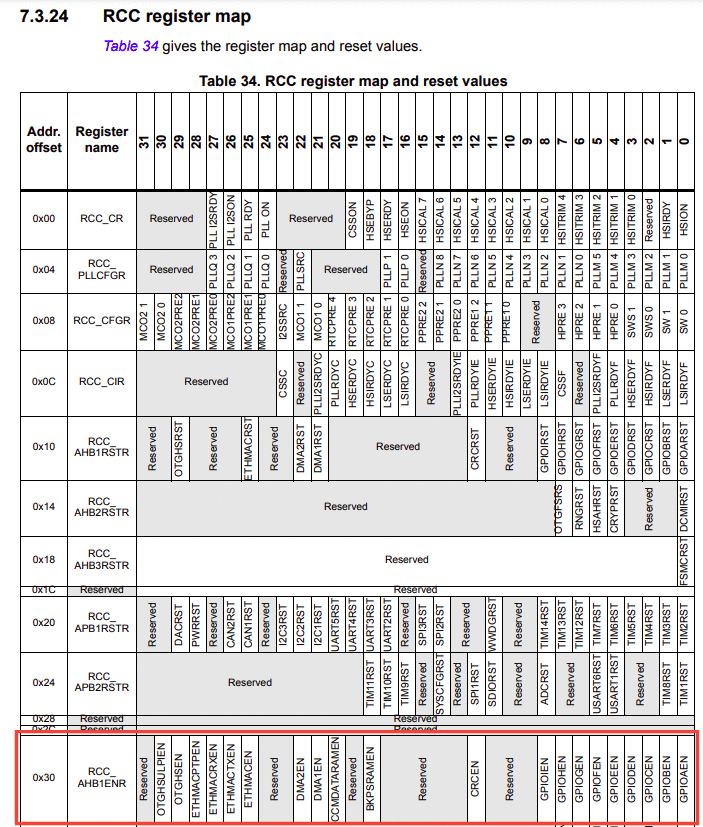 7.3.24 RCC register map
Table 34 gives the register map and reset values.
Table 34. RCC register map and reset values
Addr. offset Register name 31 30 29 28 27 26 25 24 23 22 21 20 19 18 17 16 15 14 13 12 11 10 9 8 7 6 5 4 3 2 1 0
0x00 RCC_CR Reserved PLL I2SRDY PLL I2SON PLL RDY PLL ON Reserved CSSON HSEBYP HSERDY HSEON HSICAL 7 HSICAL 6 HSICAL 5 HSICAL 4 HSICAL 3 HSICAL 2 HSICAL 1 HSICAL 0 HSITRIM 4 HSITRIM 3 HSITRIM 2 HSITRIM 1 HSITRIM 0 Reserved HSIRDY HSION
0x04 RCC_ PLLCFGR Reserved PLLQ 3 PLLQ 2 PLLQ 1 PLLQ 0 Reserved PLLSRC Reserved PLLP 1 PLLP 0 Reserved PLLN 8 PLLN 7 PLLN 6 PLLN 5 PLLN 4 PLLN 3 PLLN 2 PLLN 1 PLLN 0 PLLM 5 PLLM 4 PLLM 3 PLLM 2 PLLM 1 PLLM 0
0x08 RCC_CFGR MCO2 1 MCO2 0 MCO2PRE2 MCO2PRE1 MCO2PRE0 MCO1PRE2 MCO1PRE1 MCO1PRE0 I2SSRC MCO1 1 MCO1 0 RTCPRE 4 RTCPRE 3 RTCPRE 2 RTCPRE 1 RTCPRE 0 PPRE2 2 PPRE2 1 PPRE2 0 PPRE1 2 PPRE1 1 PPRE1 0 Reserved HPRE 3 HPRE 2 HPRE 1 HPRE 0 SWS 1 SWS 0 SW 1 SW 0
0x0C RCC_CIR Reserved CSSC Reserved PLLI2SRDYC PLLRDYC HSERDYC HSIRDYC LSERDYC LSIRDYC Reserved PLLI2SRDYIE PLLRDYIE HSERDYIE HSIRDYIE LSERDYIE LSIRDYIE CSSF Reserved PLLI2SRDYF PLLRDYF HSERDYF HSIRDYF LSERDYF LSIRDYF
0x10 RCC_ AHB1RSTR Reserved OTGHSRST Reserved ETHMACRST Reserved DMA2RST DMA1RST Reserved CRCRST Reserved GPIOIRST GPIOHRST GPIOGRST GPIOFRST GPIOERST GPIODRST GPIOCRST GPIOBRST GPIOARST
0x14 RCC_ AHB2RSTR Reserved OTGFSRS RNGRST HSAHRST CRYPRST Reserved DCMIRST
0x18 RCC_ AHB3RSTR Reserved FSMCRST
0x1C Reserved Reserved
0x20 RCC_ APB1RSTR Reserved DACRST PWRRST Reserved CAN2RST CAN1RST Reserved I2C3RST I2C2RST I2C1RST UART5RST UART4RST UART3RST UART2RST Reserved SPI3RST SPI2RST Reserved WWDGRST Reserved TIM14RST TIM13RST TIM12RST TIM7RST TIM6RST TIM5RST TIM4RST TIM3RST TIM2RST
0x24 RCC_ APB2RSTR Reserved TIM11RST TIM10RST TIM9RST Reserved SYSCFGRST Reserved SPI1RST SDIORST Reserved ADCRST Reserved USART6RST USART1RST Reserved TIM8RST TIM1RST
0x28 Reserved Reserved
0x2C Reserved Reserved
0x30 RCC_ AHB1ENR Reserved OTGHSULPIEN OTGHSEN ETHMACPTPEN ETHMACRXEN ETHMACTXEN ETHMACEN Reserved DMA2EN DMA1EN CCMDATARAMEN Reserved BKPSRAMEN Reserved CRCEN Reserved GPIOIEN GPIOHEN GPIOGEN GPIOFEN GPIOEEN GPIODEN GPIOCEN GPIOBEN GPIOAEN